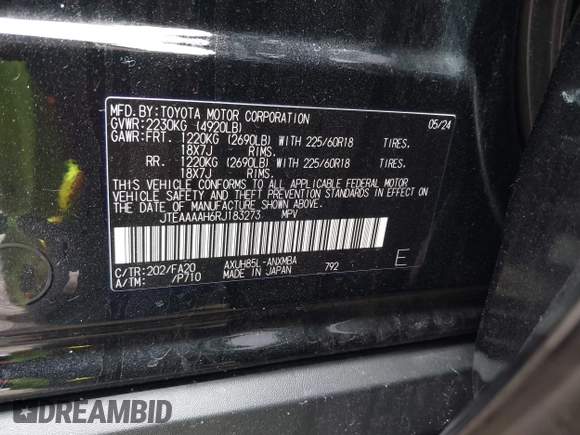 MFD. BY: TOYOTA MOTOR CORPORATION 05/24
GVWR: 2230KG (4920LB)
GAWR: FRT. 1220KG (2690LB) WITH 225/60R18 TIRES.
18X7J RIMS.
RR. 1220KG (2690LB) WITH 225/60R18 TIRES.
18X7J RIMS.
THIS VEHICLE CONFORMS TO ALL APPLICABLE FEDERAL MOTOR
VEHICLE SAFETY AND THEFT PREVENTION STANDARDS IN EFFECT
ON THE DATE OF MANUFACTURE SHOWN ABOVE.
JTEAAAAH6RJ183273 MPV
C/TR: 202/FA20 AXUH85L-ANXMBA 792 E
A/TM: /P710 MADE IN JAPAN
DREAMBID